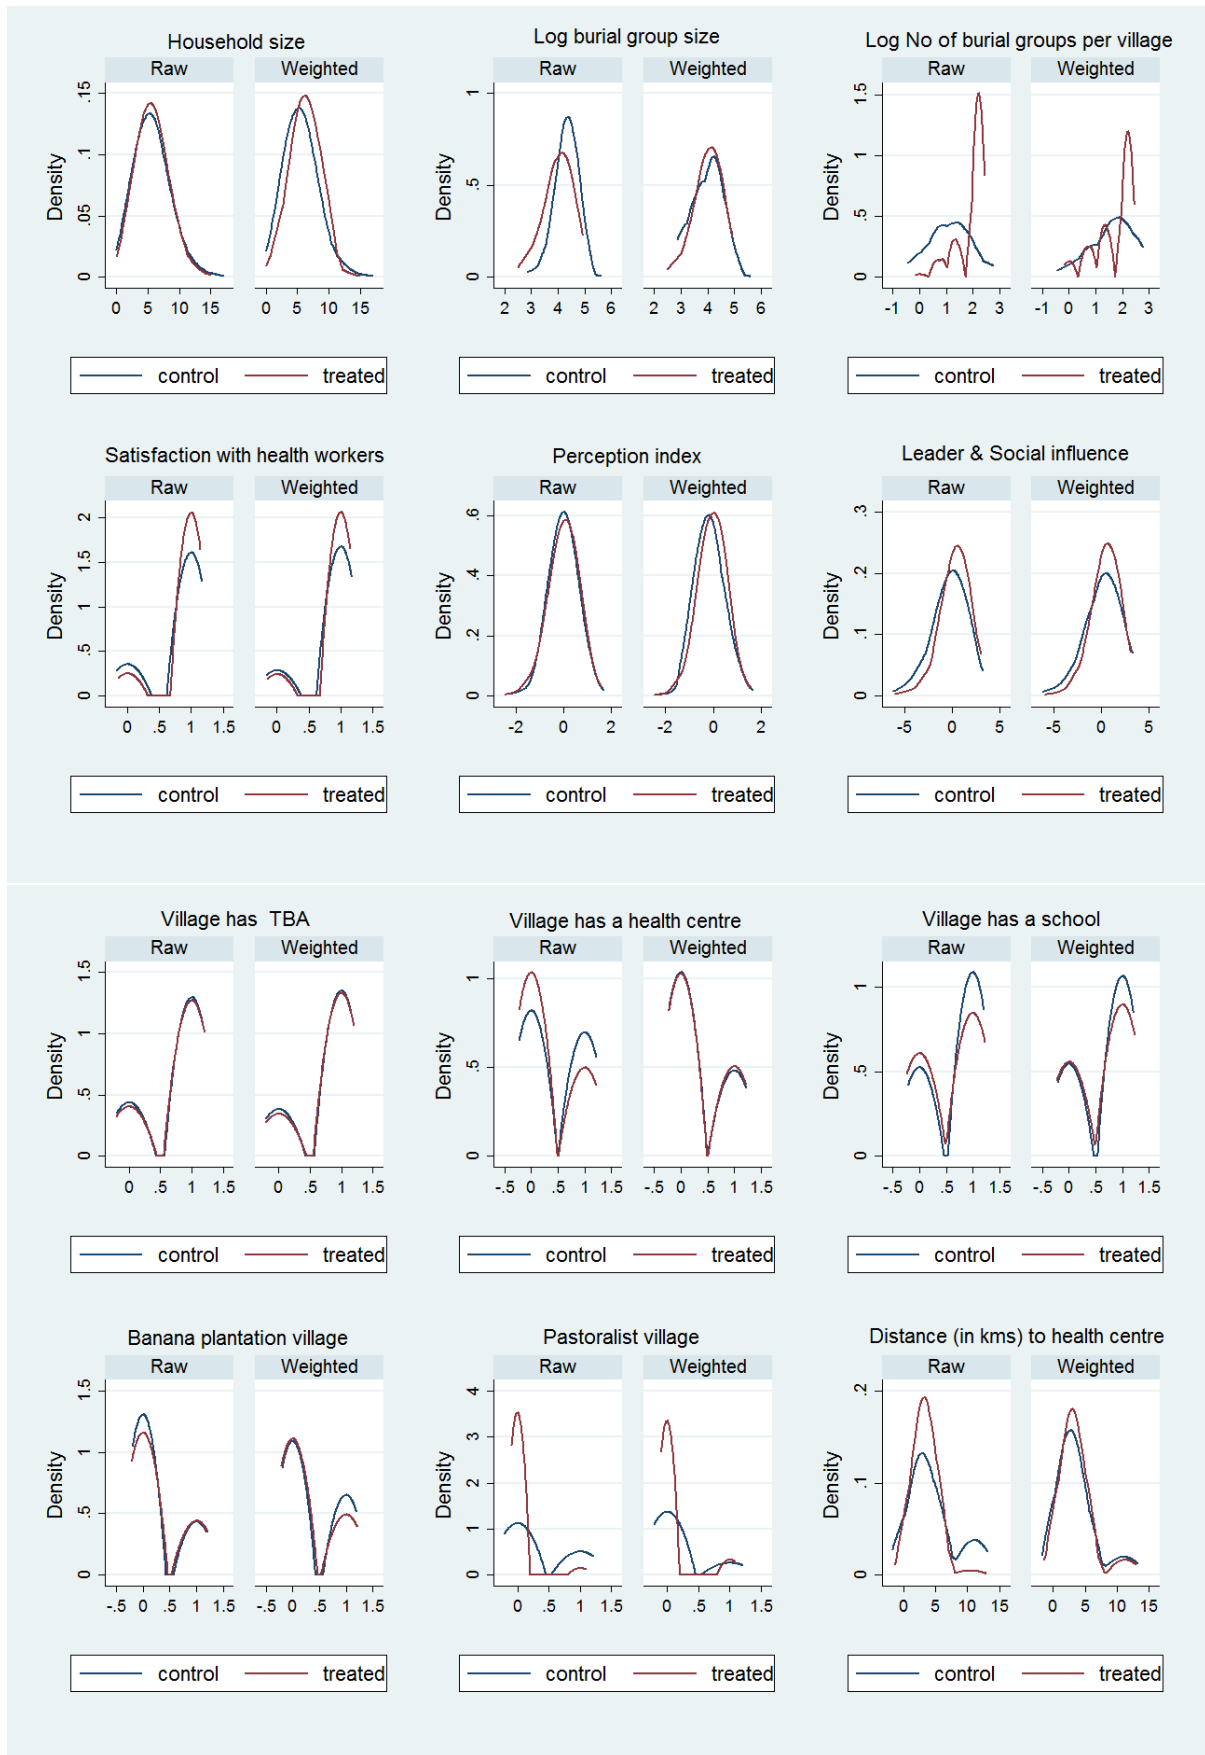 Household size
Log burial group size
Log No of burial groups per village
Raw Weighted
Raw Weighted
Raw Weighted
Density
0 .05 .1 .15
0 5 10 15
0 5 10 15
Density
0 .5 1
2 3 4 5 6
2 3 4 5 6
Density
0 .5 1 1.5
-1 0 1 2 3
-1 0 1 2 3
control treated
control treated
control treated
Satisfaction with health workers
Perception index
Leader & Social influence
Raw Weighted
Raw Weighted
Raw Weighted
Density
0 .5 1 1.5 2
0 .5 1 1.5
0 .5 1 1.5
Density
0 .2 .4 .6
-2 0 2
-2 0 2
Density
0 .1 .2 .3
-5 0 5
-5 0 5
control treated
control treated
control treated
Village has TBA
Village has a health centre
Village has a school
Raw Weighted
Raw Weighted
Raw Weighted
Density
0 .5 1 1.5
0 .5 1 1.5
0 .5 1 1.5
Density
0 .5 1
-.5 0 .5 1 1.5
-.5 0 .5 1 1.5
Density
0 .5 1
-.5 0 .5 1 1.5
-.5 0 .5 1 1.5
control treated
control treated
control treated
Banana plantation village
Pastoralist village
Distance (in kms) to health centre
Raw Weighted
Raw Weighted
Raw Weighted
Density
0 .5 1 1.5
-.5 0 .5 1 1.5
-.5 0 .5 1 1.5
Density
0 1 2 3 4
0 .5 1 1.5
0 .5 1 1.5
Density
0 .1 .2
0 5 10 15
0 5 10 15
control treated
control treated
control treated